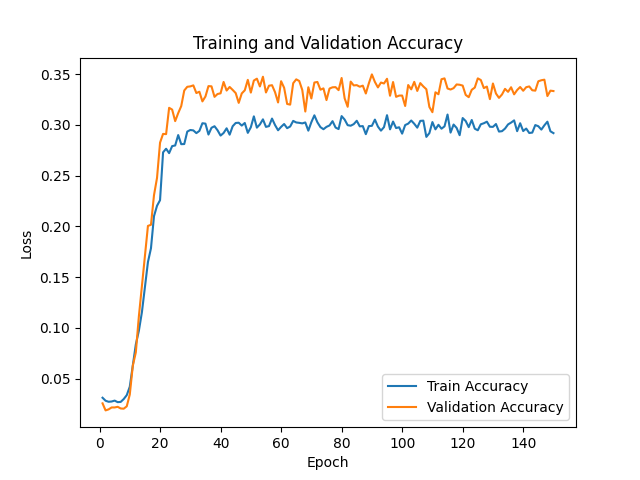 Training and Validation Accuracy
0.35
0.30
0.25
0.20
0.15
0.10
0.05
Loss
0 20 40 60 80 100 120 140
Epoch
Train Accuracy
Validation Accuracy